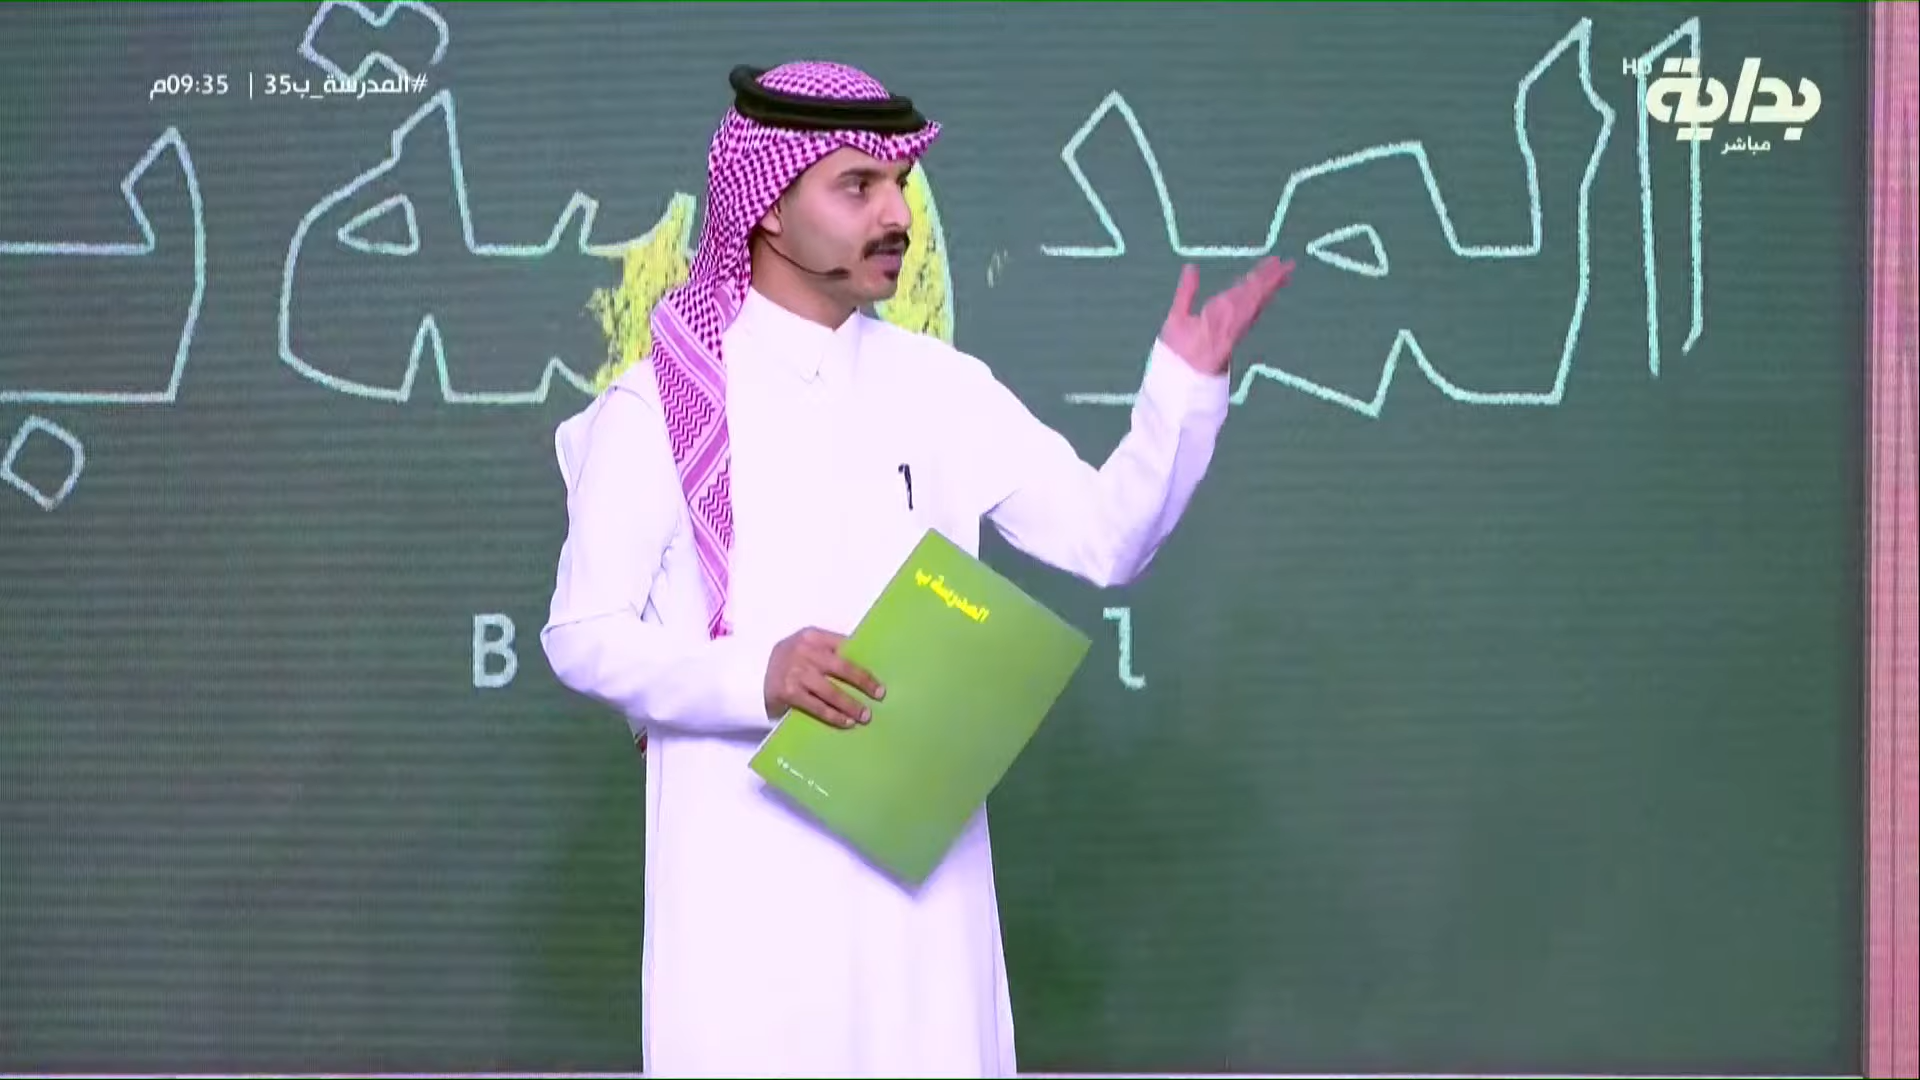 #المدرسة_ب35 | 09:35م
بداية HD
مباشر
المدرسة ب
B
المدرسة ب